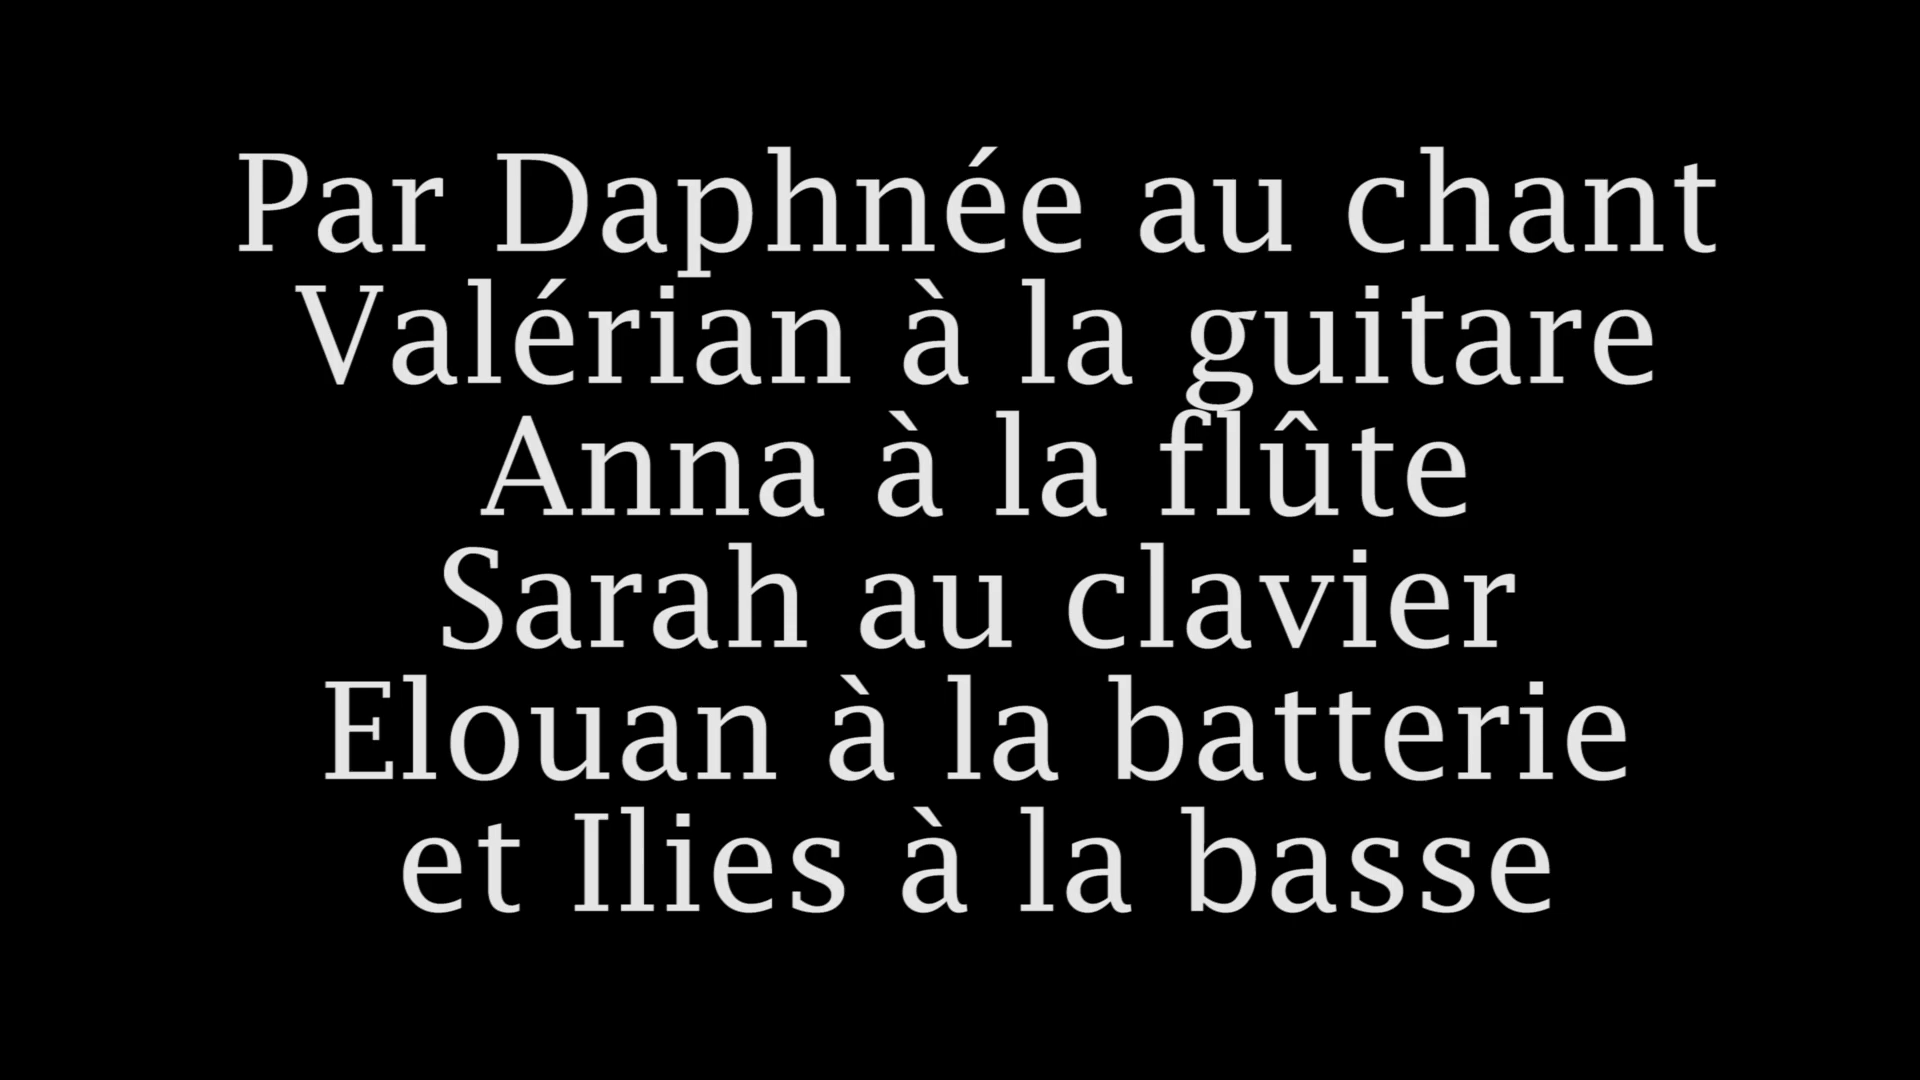 Par Daphnée au chant
Valérian à la guitare
Anna à la flûte
Sarah au clavier
Elouan à la batterie
et Ilies à la basse